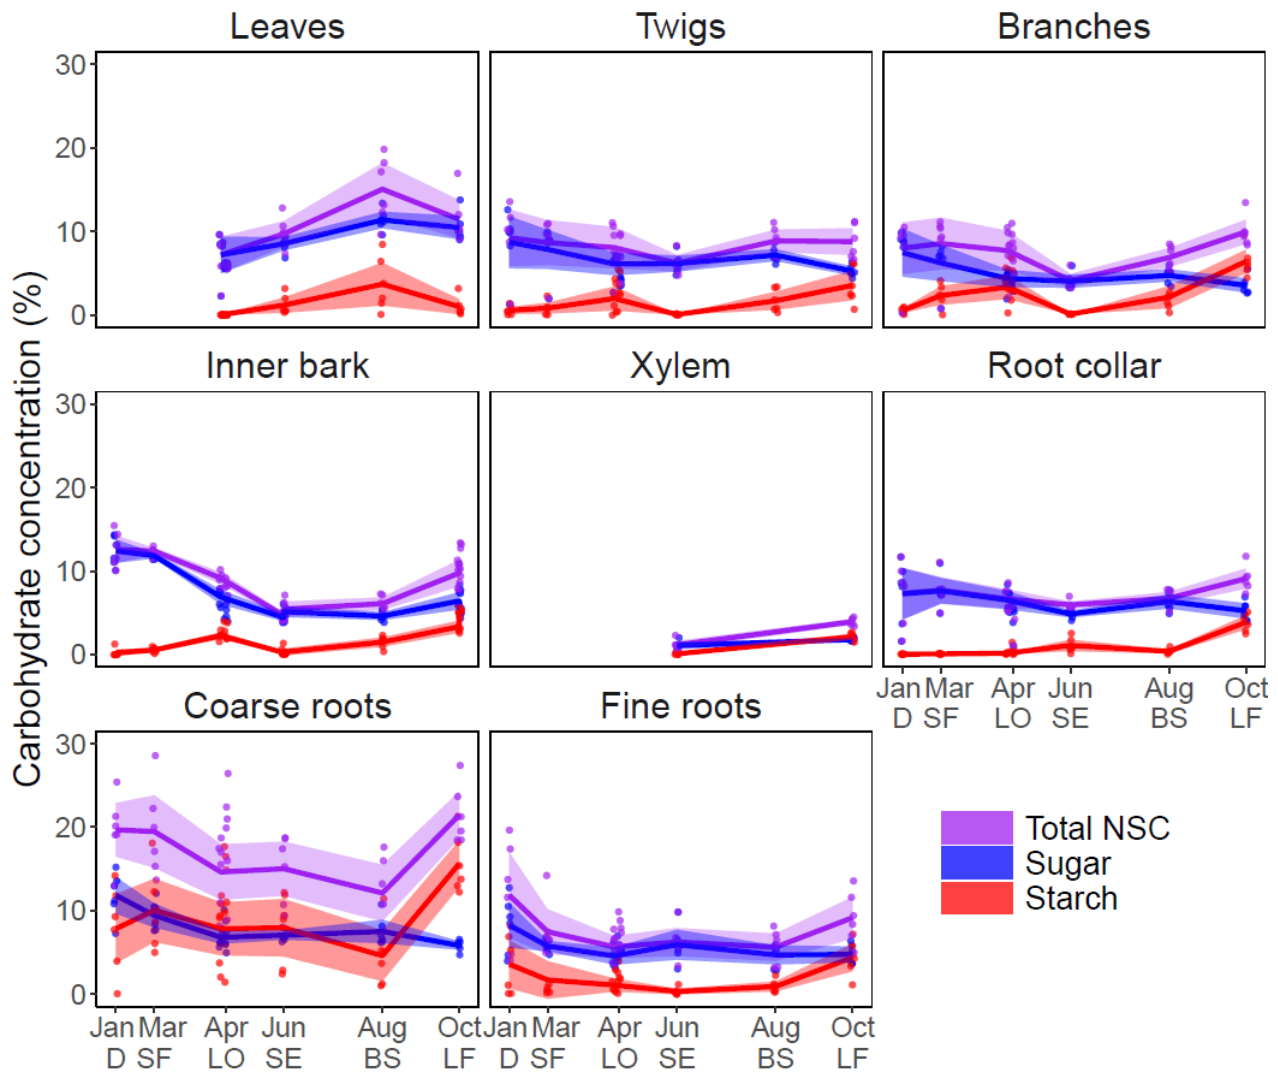 Leaves Twigs Branches
30
20
10
0
Carbohydrate concentration (%)
Inner bark Xylem Root collar
30
20
10
0
Jan Mar Apr Jun Aug Oct
D SF LO SE BS LF
Coarse roots Fine roots
30
20
10
0
Total NSC
Sugar
Starch
Jan Mar Apr Jun Aug Oct Jan Mar Apr Jun Aug Oct
D SF LO SE BS LF D SF LO SE BS LF